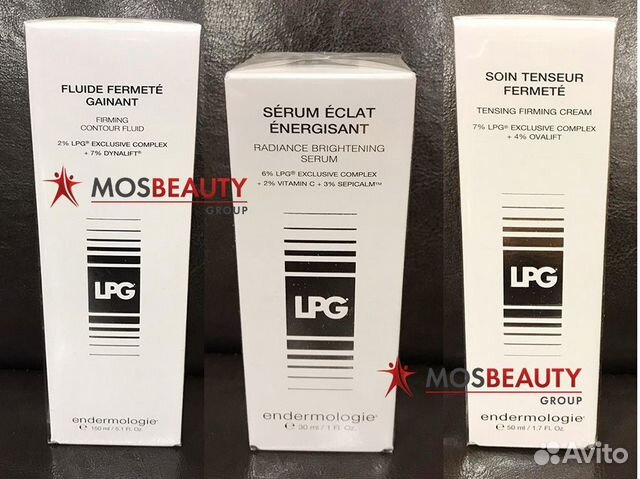 FLUIDE FERMETÉ
GAINANT
FIRMING
CONTOUR FLUID
2% LPG® EXCLUSIVE COMPLEX
+ 7% DYNALIFT®
MOSBEAUTY
GROUP
LPG®
endermologie®
℮ 150 ml / 5.1 Fl. Oz.
SÉRUM ÉCLAT
ÉNERGISANT
RADIANCE BRIGHTENING
SERUM
6% LPG® EXCLUSIVE COMPLEX
+ 2% VITAMIN C + 3% SEPICALM™
LPG®
endermologie®
℮ 30 ml / 1 Fl. Oz.
SOIN TENSEUR
FERMETÉ
TENSING FIRMING CREAM
7% LPG® EXCLUSIVE COMPLEX
+ 4% OVALIFT
LPG®
MOSBEAUTY
GROUP
endermologie®
℮ 50 ml / 1.7 Fl. Oz.
Avito